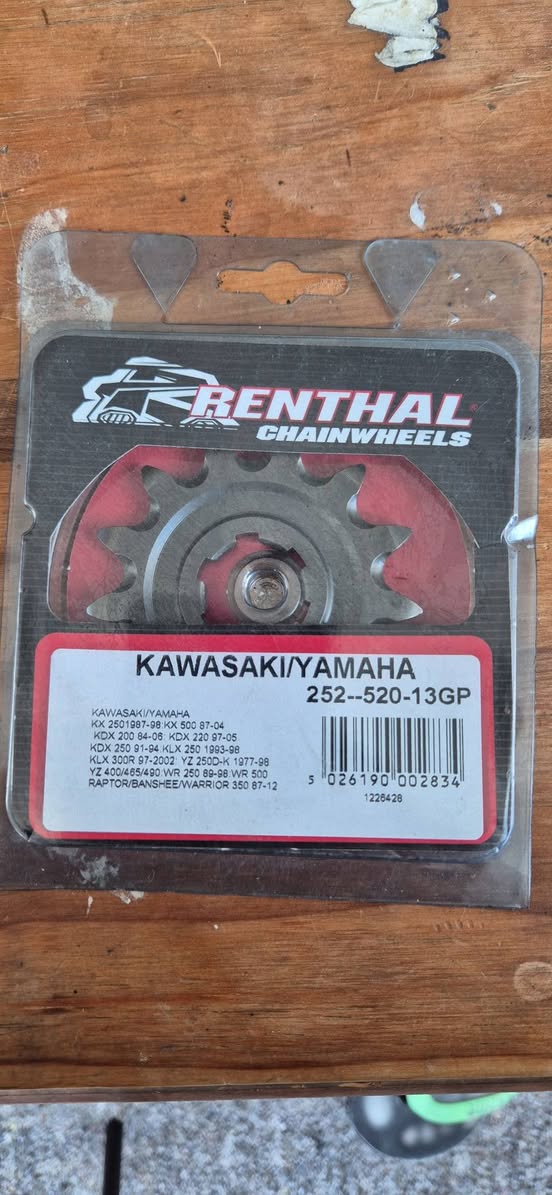 RENTHAL
CHAINWHEELS
KAWASAKI/YAMAHA
252--520-13GP
KAWASAKI/YAMAHA
KX 2501987-98 KX 500 87-04
KDX 200 84-06: KDX 220 97-05
KDX 250 91-94 KLX 250 1993-98
KLX 300R 97-2002: YZ 250D-K 1977-98
YZ 400/465/490 WR 250 89-98 WR 500
RAPTOR/BANSHEE/WARRIOR 350 87-12
5 026190 002834
1226426